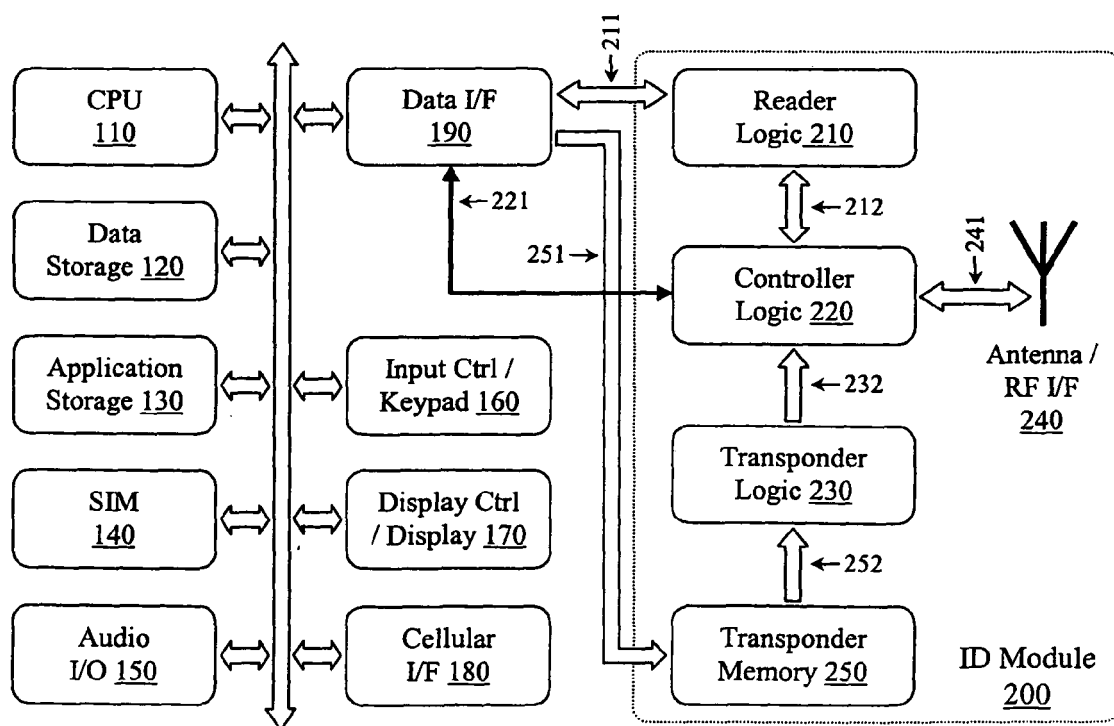 CPU
110
Data
Storage 120
Application
Storage 130
SIM
140
Audio
I/O 150
Data I/F
190
221
251
Input Ctrl /
Keypad 160
Display Ctrl
/ Display 170
Cellular
I/F 180
211
Reader
Logic 210
212
Controller
Logic 220
241
232
Transponder
Logic 230
252
Transponder
Memory 250
Antenna /
RF I/F
240
ID Module
200